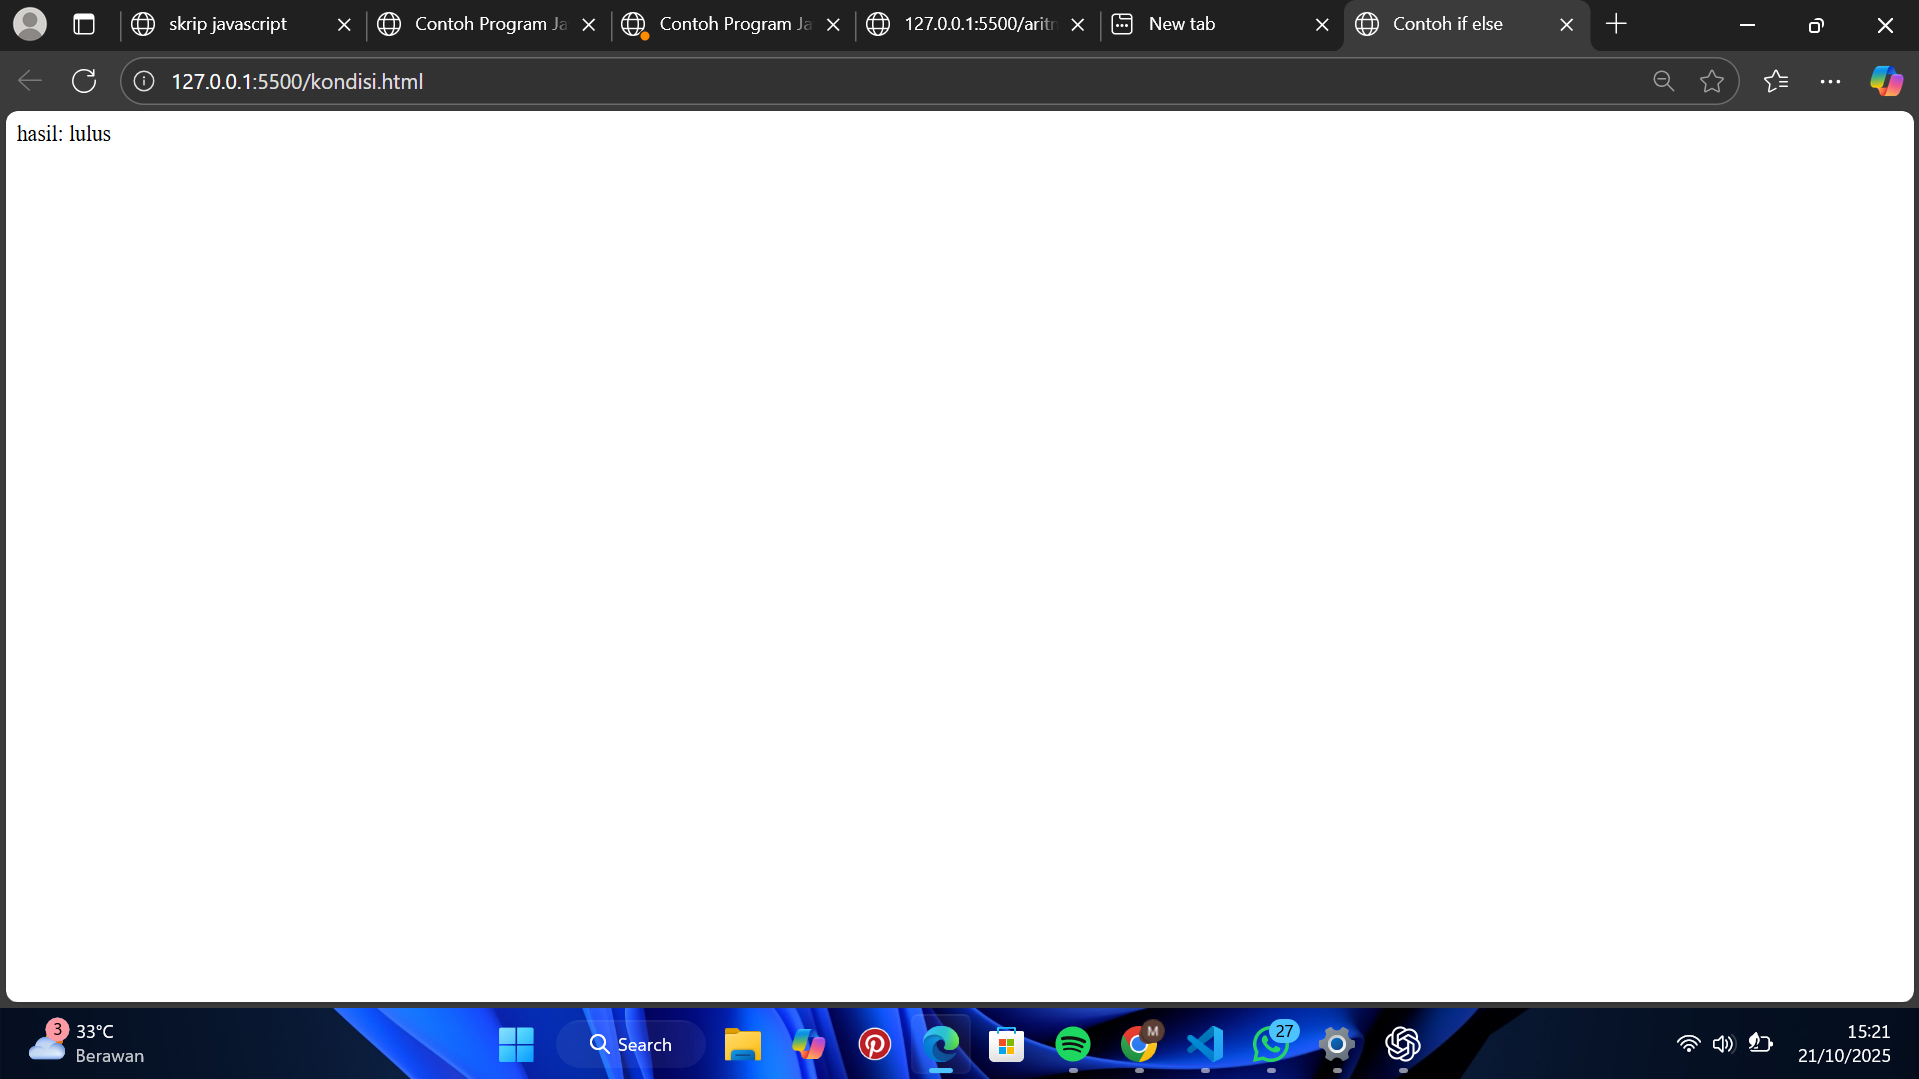 skrip javascript
Contoh Program Ja
Contoh Program Ja
127.0.0.1:5500/aritm
New tab
Contoh if else
127.0.0.1:5500/kondisi.html
hasil: lulus
3
33°C
Berawan
Search
M
27
15:21
21/10/2025